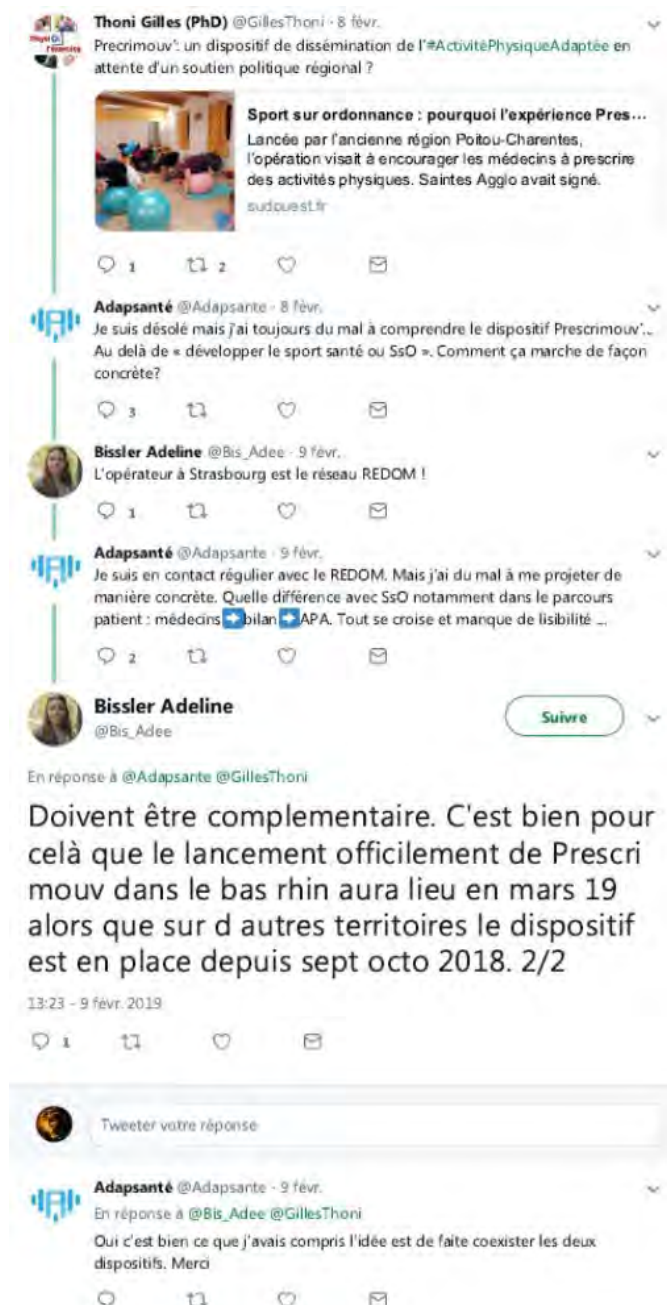 Thoni Gilles (PhD) @GillesThoni · 8 févr.
Precrimouv': un dispositif de dissémination de l'#ActivitéPhysiqueAdaptée en
attente d'un soutien politique régional ?
Sport sur ordonnance : pourquoi l'expérience Pres...
Lancée par l'ancienne région Poitou-Charentes,
l'opération visait à encourager les médecins à prescrire
des activités physiques. Saintes Agglo avait signé.
sudouest.fr
1 2
Adapsanté @Adapsante · 8 févr.
Je suis désolé mais j'ai toujours du mal à comprendre le dispositif Prescrimouv'...
Au delà de « développer le sport santé ou SsO ». Comment ça marche de façon
concrète?
3
Bissler Adeline @Bis_Adee · 9 févr.
L'opérateur à Strasbourg est le réseau REDOM !
1
Adapsanté @Adapsante · 9 févr.
Je suis en contact régulier avec le REDOM. Mais j'ai du mal à me projeter de
manière concrète. Quelle différence avec SsO notamment dans le parcours
patient : médecins➡bilan➡APA. Tout se croise et manque de lisibilité ...
2
Bissler Adeline
@Bis_Adee
Suivre
En réponse à @Adapsante @GillesThoni
Doivent être complementaire. C'est bien pour
celà que le lancement officilement de Prescri
mouv dans le bas rhin aura lieu en mars 19
alors que sur d autres territoires le dispositif
est en place depuis sept octo 2018. 2/2
13:23 - 9 févr. 2019
1
Tweeter votre réponse
Adapsanté @Adapsante · 9 févr.
En réponse à @Bis_Adee @GillesThoni
Oui c'est bien ce que j'avais compris l'idée est de faite coexister les deux
dispositifs. Merci